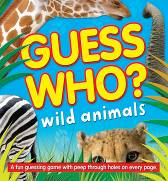 GUESS
WHO?
wild animals
A fun guessing game with peep through holes on every page.